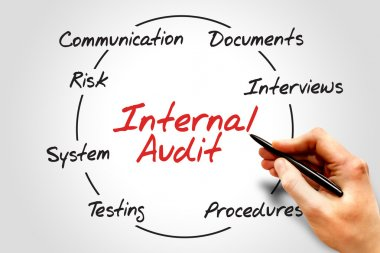 Communication
Documents
Risk
Interviews
Internal
Audit
System
Testing
Procedures